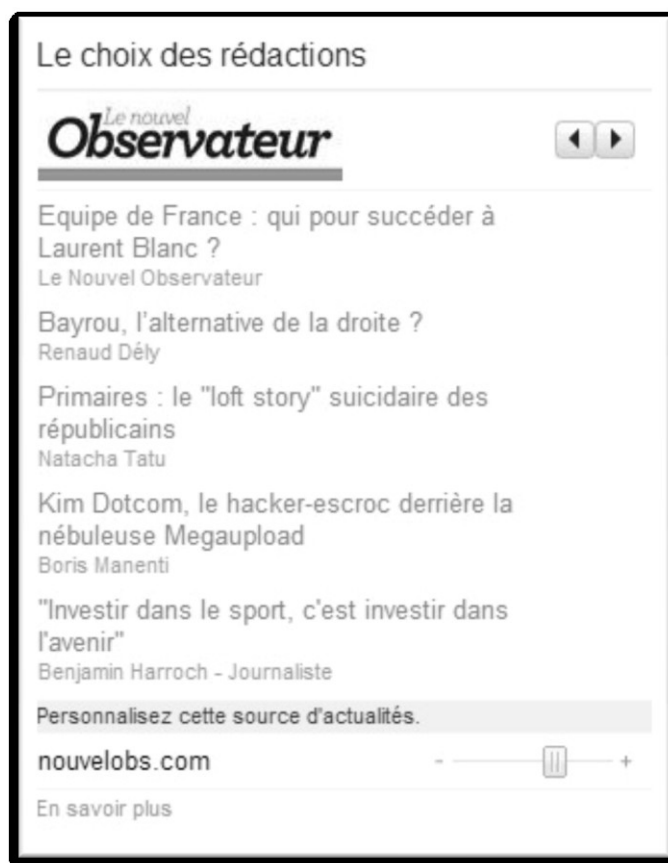 Le choix des rédactions
Le nouvel
Observateur
Equipe de France : qui pour succéder à
Laurent Blanc ?
Le Nouvel Observateur
Bayrou, l'alternative de la droite ?
Renaud Dély
Primaires : le "loft story" suicidaire des
républicains
Natacha Tatu
Kim Dotcom, le hacker-escroc derrière la
nébuleuse Megaupload
Boris Manenti
"Investir dans le sport, c'est investir dans
l'avenir"
Benjamin Harroch - Journaliste
Personnalisez cette source d'actualités.
nouvelobs.com - +
En savoir plus